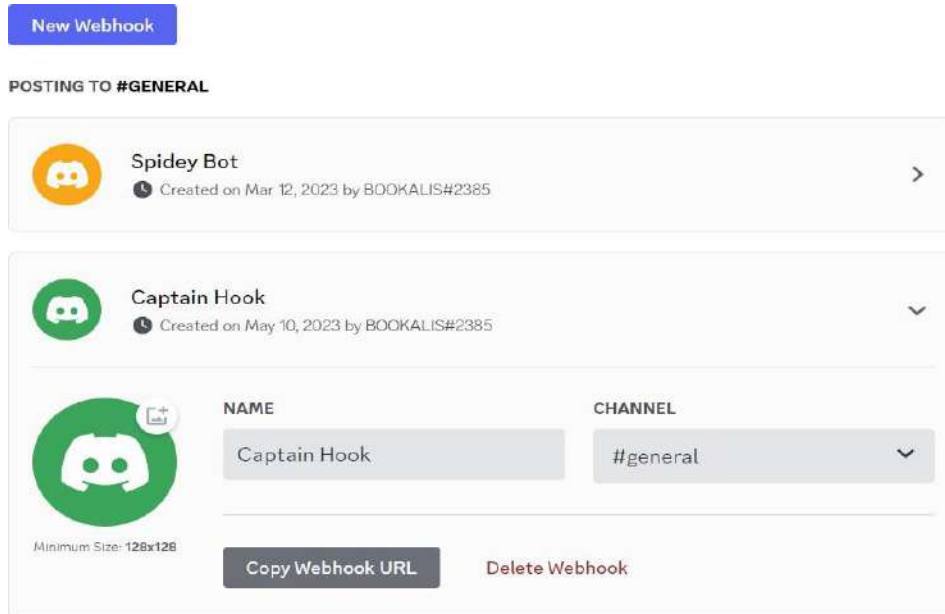 New Webhook
POSTING TO #GENERAL
Spidey Bot
Created on Mar 12, 2023 by BOOKALIS#2385
Captain Hook
Created on May 10, 2023 by BOOKALIS#2385
NAME
CHANNEL
Captain Hook
#general
Minimum Size: 128x128
Copy Webhook URL
Delete Webhook